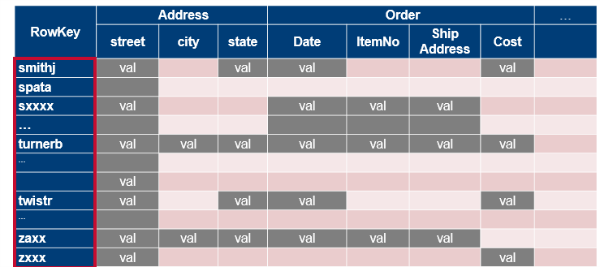 RowKey Address Order ...
street city state Date ItemNo Ship Address Cost
smithj val val val val
spata
sxxxx val val val val
...
turnerb val val val val val val val
...
val
twistr val val val val
...
zaxx val val val val val val
zxxx val val